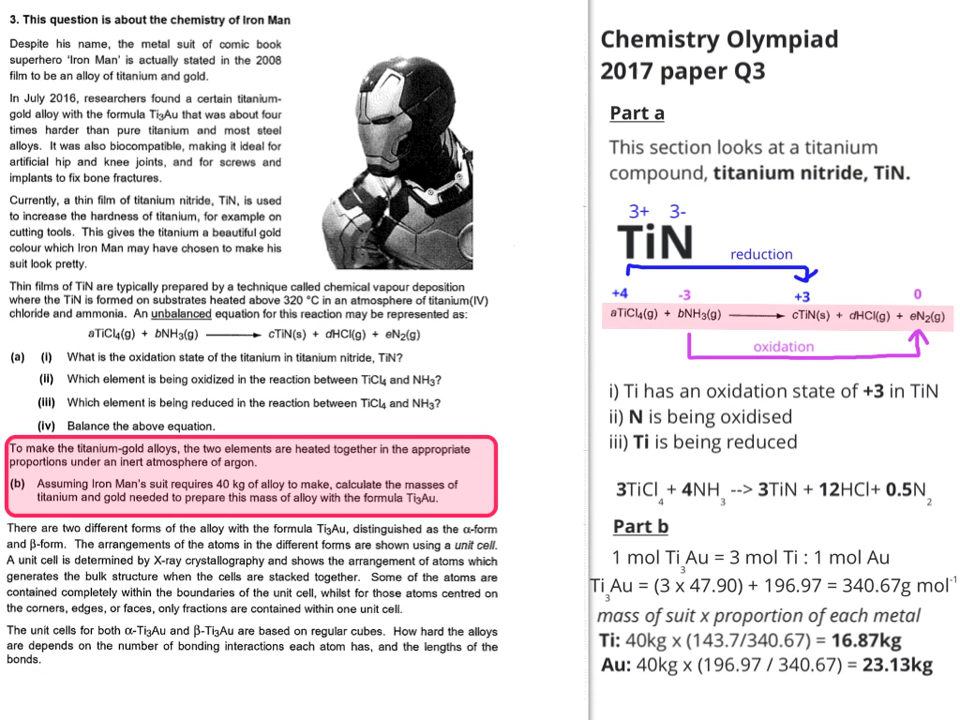 3. This question is about the chemistry of Iron Man
Despite his name, the metal suit of comic book
superhero 'Iron Man' is actually stated in the 2008
film to be an alloy of titanium and gold.
In July 2016, researchers found a certain titanium-
gold alloy with the formula Ti₃Au that was about four
times harder than pure titanium and most steel
alloys. It was also biocompatible, making it ideal for
artificial hip and knee joints, and for screws and
implants to fix bone fractures.
Currently, a thin film of titanium nitride, TiN, is used
to increase the hardness of titanium, for example on
cutting tools. This gives the titanium a beautiful gold
colour which Iron Man may have chosen to make his
suit look pretty.
Thin films of TiN are typically prepared by a technique called chemical vapour deposition
where the TiN is formed on substrates heated above 320 °C in an atmosphere of titanium(IV)
chloride and ammonia. An unbalanced equation for this reaction may be represented as:
aTiCl₄(g) + bNH₃(g) ⟶ cTiN(s) + dHCl(g) + eN₂(g)
(a) (i) What is the oxidation state of the titanium in titanium nitride, TiN?
(ii) Which element is being oxidized in the reaction between TiCl₄ and NH₃?
(iii) Which element is being reduced in the reaction between TiCl₄ and NH₃?
(iv) Balance the above equation.
To make the titanium-gold alloys, the two elements are heated together in the appropriate
proportions under an inert atmosphere of argon.
(b) Assuming Iron Man's suit requires 40 kg of alloy to make, calculate the masses of
titanium and gold needed to prepare this mass of alloy with the formula Ti₃Au.
There are two different forms of the alloy with the formula Ti₃Au, distinguished as the α-form
and β-form. The arrangements of the atoms in the different forms are shown using a unit cell.
A unit cell is determined by X-ray crystallography and shows the arrangement of atoms which
generates the bulk structure when the cells are stacked together. Some of the atoms are
contained completely within the boundaries of the unit cell, whilst for those atoms centred on
the corners, edges, or faces, only fractions are contained within one unit cell.
The unit cells for both α-Ti₃Au and β-Ti₃Au are based on regular cubes. How hard the alloys
are depends on the number of bonding interactions each atom has, and the lengths of the
bonds.
Chemistry Olympiad
2017 paper Q3
Part a
This section looks at a titanium
compound, titanium nitride, TiN.
3+ 3-
TiN
reduction
+4 -3 +3 0
aTiCl₄(g) + bNH₃(g) ⟶ cTiN(s) + dHCl(g) + eN₂(g)
oxidation
i) Ti has an oxidation state of +3 in TiN
ii) N is being oxidised
iii) Ti is being reduced
3TiCl₄ + 4NH₃ --> 3TiN + 12HCl+ 0.5N₂
Part b
1 mol Ti₃Au = 3 mol Ti : 1 mol Au
Ti₃Au = (3 x 47.90) + 196.97 = 340.67g mol⁻¹
mass of suit x proportion of each metal
Ti: 40kg x (143.7/340.67) = 16.87kg
Au: 40kg x (196.97 / 340.67) = 23.13kg